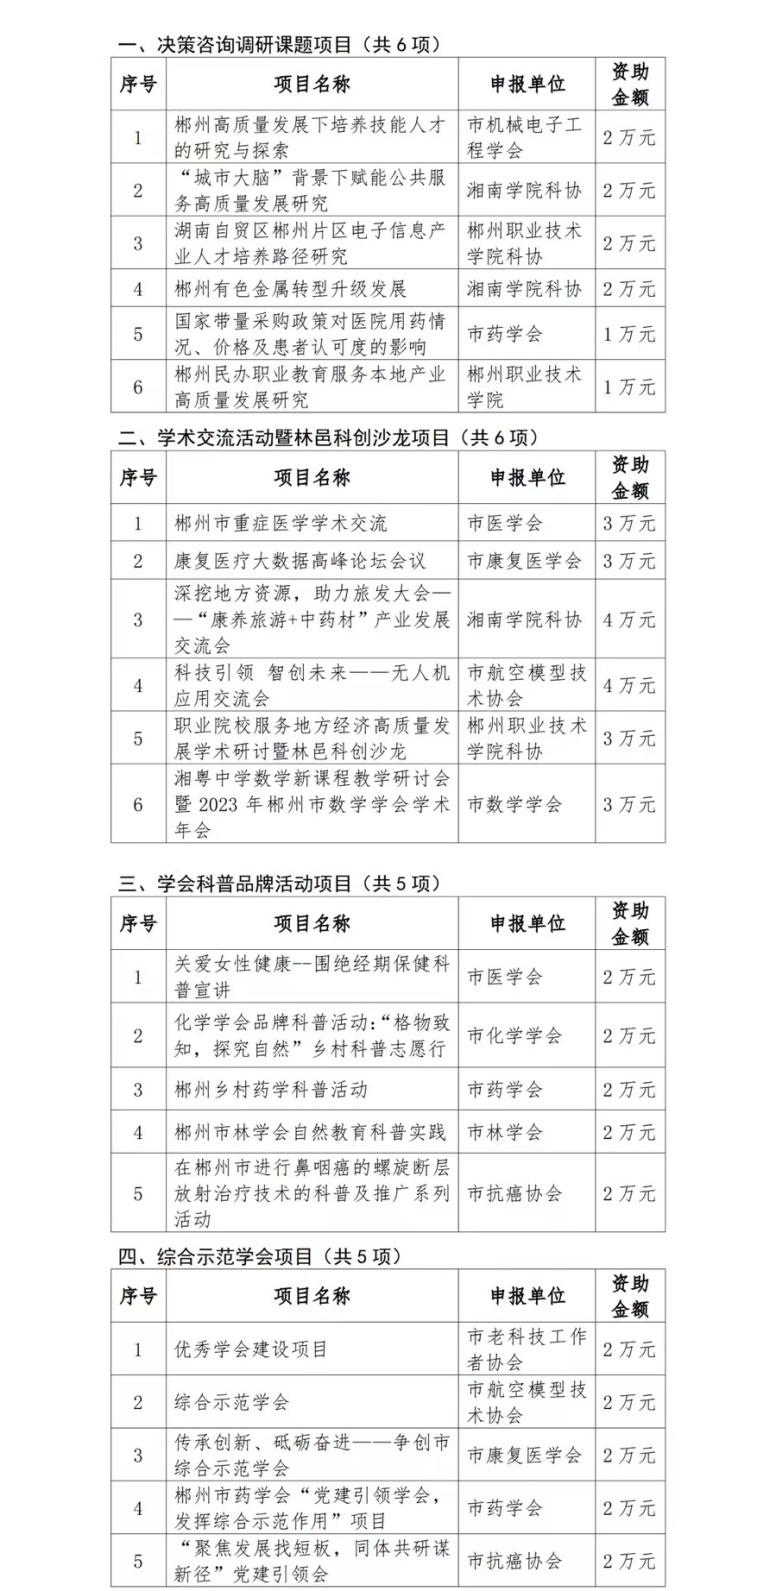 一、决策咨询调研课题项目（共6项）
序号 项目名称 申报单位 资助金额
1 郴州高质量发展下培养技能人才的研究与探索 市机械电子工程学会 2万元
2 “城市大脑”背景下赋能公共服务高质量发展研究 湘南学院科协 2万元
3 湖南自贸区郴州片区电子信息产业人才培养路径研究 郴州职业技术学院科协 2万元
4 郴州有色金属转型升级发展 湘南学院科协 2万元
5 国家带量采购政策对医院用药情况、价格及患者认可度的影响 市药学会 1万元
6 郴州民办职业教育服务本地产业高质量发展研究 郴州职业技术学院 1万元
二、学术交流活动暨林邑科创沙龙项目（共6项）
序号 项目名称 申报单位 资助金额
1 郴州市重症医学学术交流 市医学会 3万元
2 康复医疗大数据高峰论坛会议 市康复医学会 3万元
3 深挖地方资源，助力旅发大会——“康养旅游+中药材”产业发展交流会 湘南学院科协 4万元
4 科技引领 智创未来——无人机应用交流会 市航空模型技术协会 4万元
5 职业院校服务地方经济高质量发展学术研讨暨林邑科创沙龙 郴州职业技术学院科协 3万元
6 湘粤中学数学新课程教学研讨会暨2023年郴州市数学学会学术年会 市数学学会 3万元
三、学会科普品牌活动项目（共5项）
序号 项目名称 申报单位 资助金额
1 关爱女性健康--围绝经期保健科普宣讲 市医学会 2万元
2 化学学会品牌科普活动：“格物致知，探究自然”乡村科普志愿行 市化学学会 2万元
3 郴州乡村药学科普活动 市药学会 2万元
4 郴州市林学会自然教育科普实践 市林学会 2万元
5 在郴州市进行鼻咽癌的螺旋断层放射治疗技术的科普及推广系列活动 市抗癌协会 2万元
四、综合示范学会项目（共5项）
序号 项目名称 申报单位 资助金额
1 优秀学会建设项目 市老科技工作者协会 2万元
2 综合示范学会 市航空模型技术协会 2万元
3 传承创新、砥砺奋进——争创市综合示范学会 市康复医学会 2万元
4 郴州市药学会“党建引领学会，发挥综合示范作用”项目 市药学会 2万元
5 “聚焦发展找短板，同体共研谋新径”党建引领会 市抗癌协会 2万元